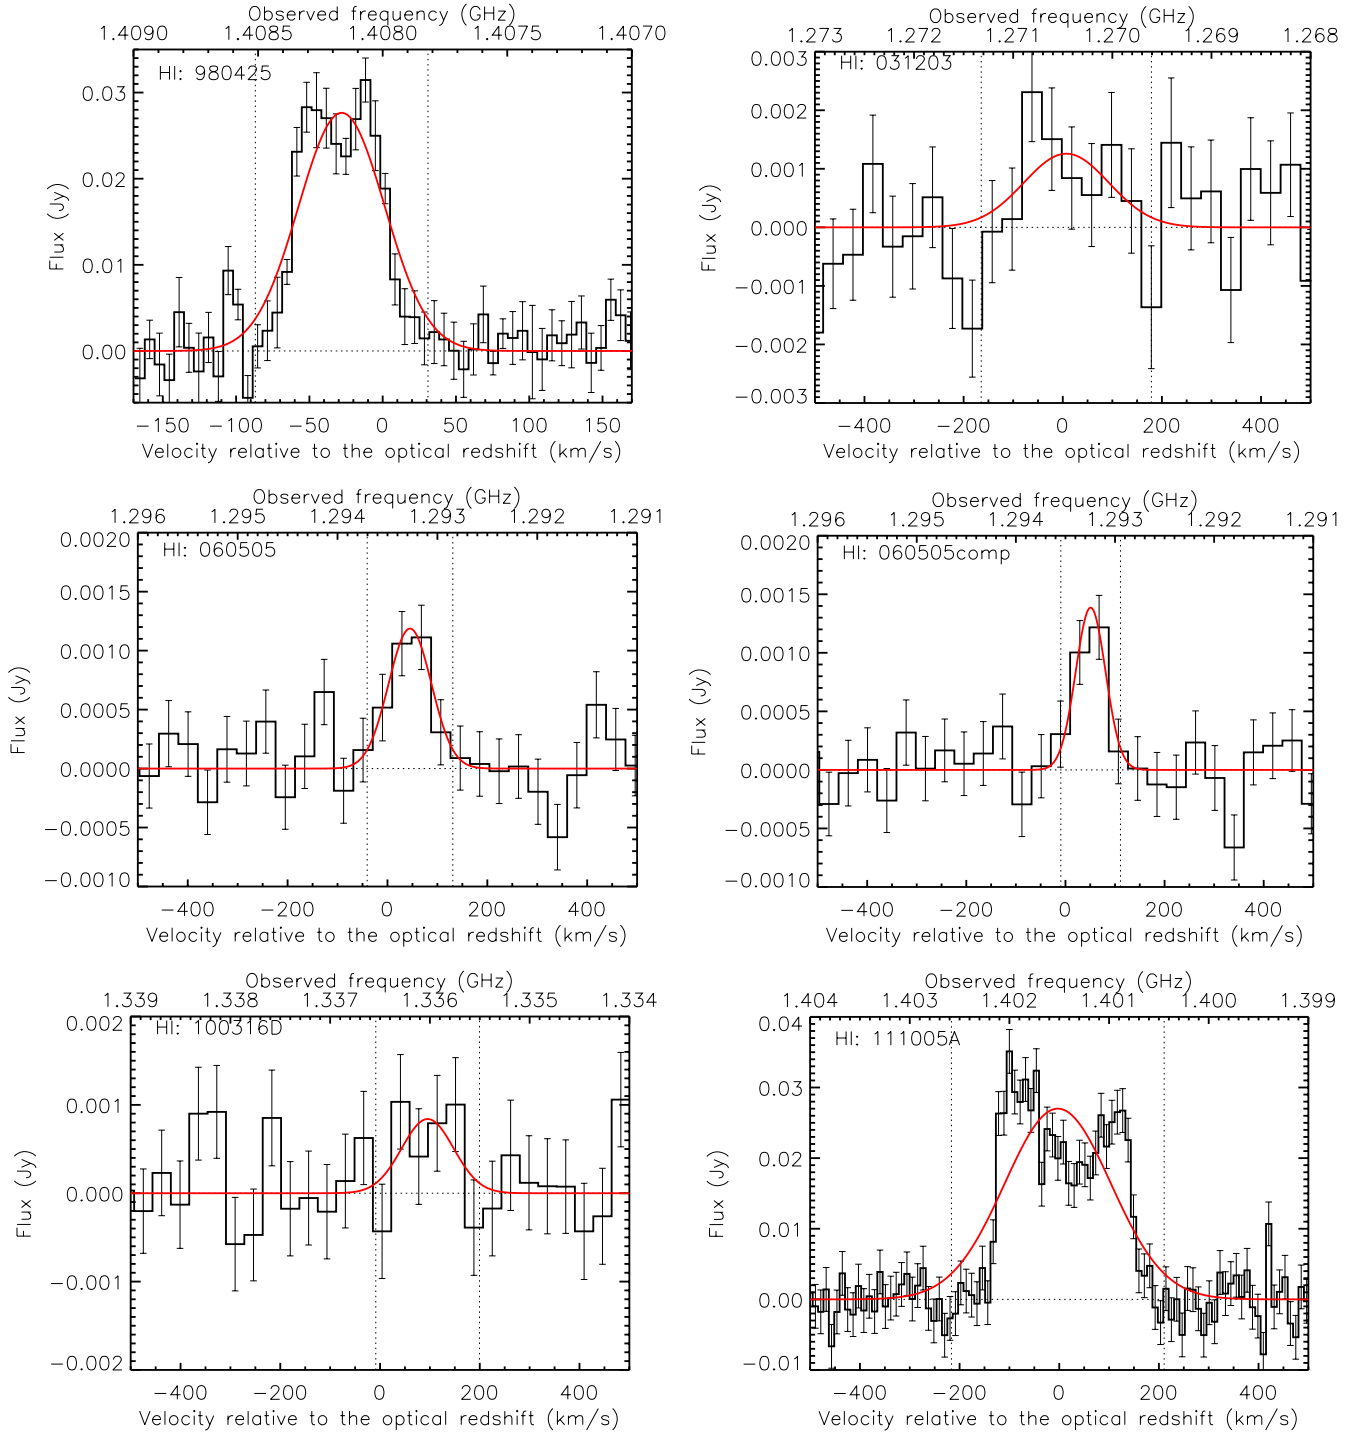 Observed frequency (GHz)
1.4090 1.4085 1.4080 1.4075 1.4070
HI: 980425
0.03
0.02
0.01
0.00
Flux (Jy)
−150 −100 −50 0 50 100 150
Velocity relative to the optical redshift (km/s)
Observed frequency (GHz)
1.273 1.272 1.271 1.270 1.269 1.268
HI: 031203
0.003
0.002
0.001
0.000
−0.001
−0.002
−0.003
Flux (Jy)
−400 −200 0 200 400
Velocity relative to the optical redshift (km/s)
Observed frequency (GHz)
1.296 1.295 1.294 1.293 1.292 1.291
HI: 060505
0.0020
0.0015
0.0010
0.0005
0.0000
−0.0005
−0.0010
Flux (Jy)
−400 −200 0 200 400
Velocity relative to the optical redshift (km/s)
Observed frequency (GHz)
1.296 1.295 1.294 1.293 1.292 1.291
HI: 060505comp
0.0020
0.0015
0.0010
0.0005
0.0000
−0.0005
−0.0010
Flux (Jy)
−400 −200 0 200 400
Velocity relative to the optical redshift (km/s)
Observed frequency (GHz)
1.339 1.338 1.337 1.336 1.335 1.334
HI: 100316D
0.002
0.001
0.000
−0.001
−0.002
Flux (Jy)
−400 −200 0 200 400
Velocity relative to the optical redshift (km/s)
Observed frequency (GHz)
1.404 1.403 1.402 1.401 1.400 1.399
HI: 111005A
0.04
0.03
0.02
0.01
0.00
−0.01
Flux (Jy)
−400 −200 0 200 400
Velocity relative to the optical redshift (km/s)